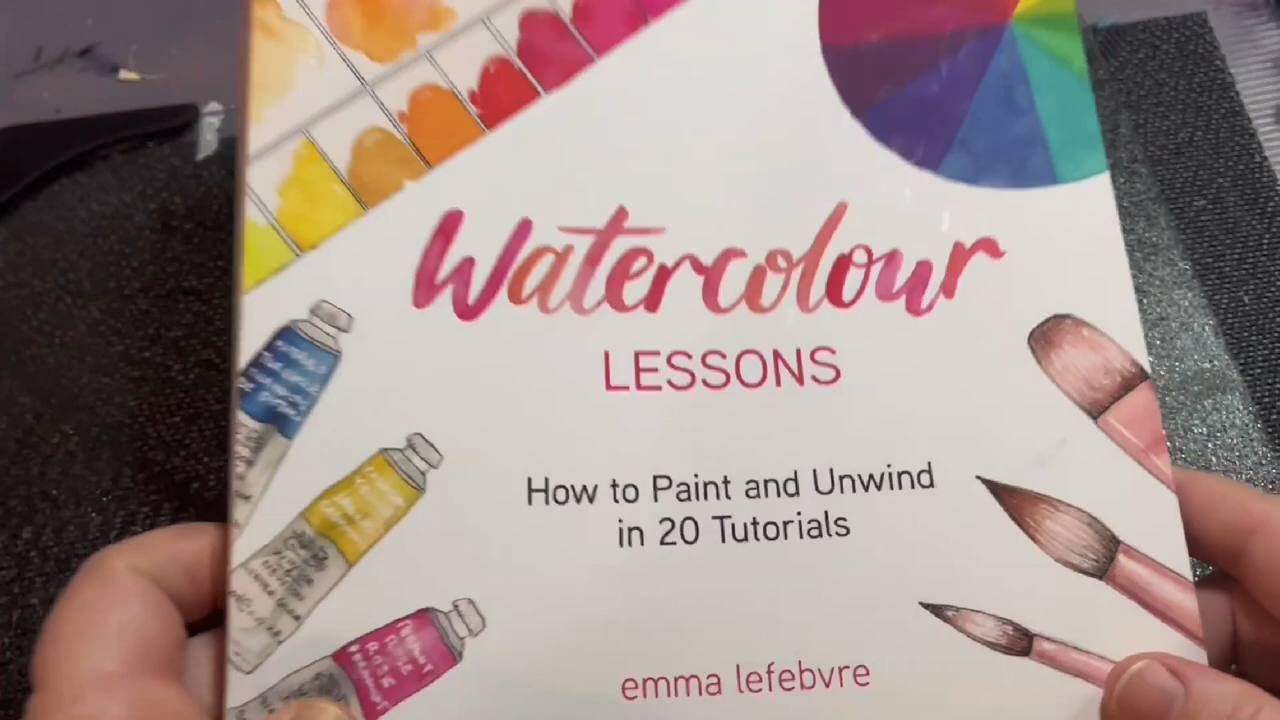 Watercolour
LESSONS
How to Paint and Unwind
in 20 Tutorials
emma lefebvre